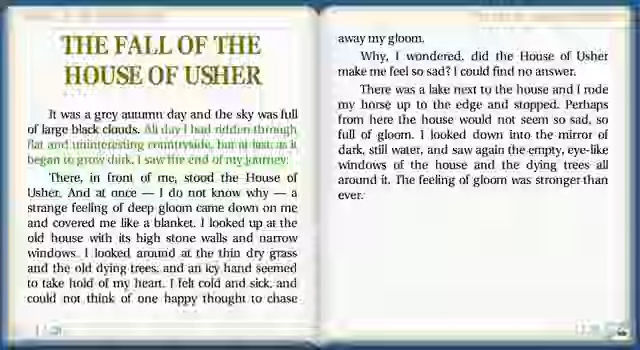 THE FALL OF THE
HOUSE OF USHER
It was a grey autumn day and the sky was full
of large black clouds. All day I had ridden through
flat and uninteresting countryside, but at last, as it
began to grow dark, I saw the end of my journey.
There, in front of me, stood the House of
Usher. And at once — I do not know why — a
strange feeling of deep gloom came down on me
and covered me like a blanket. I looked up at the
old house with its high stone walls and narrow
windows. I looked around at the thin dry grass
and the old dying trees, and an icy hand seemed
to take hold of my heart. I felt cold and sick, and
could not think of one happy thought to chase
away my gloom.
Why, I wondered, did the House of Usher
make me feel so sad? I could find no answer.
There was a lake next to the house and I rode
my horse up to the edge and stopped. Perhaps
from here the house would not seem so sad, so
full of gloom. I looked down into the mirror of
dark, still water, and saw again the empty, eye-like
windows of the house and the dying trees all
around it. The feeling of gloom was stronger than
ever.